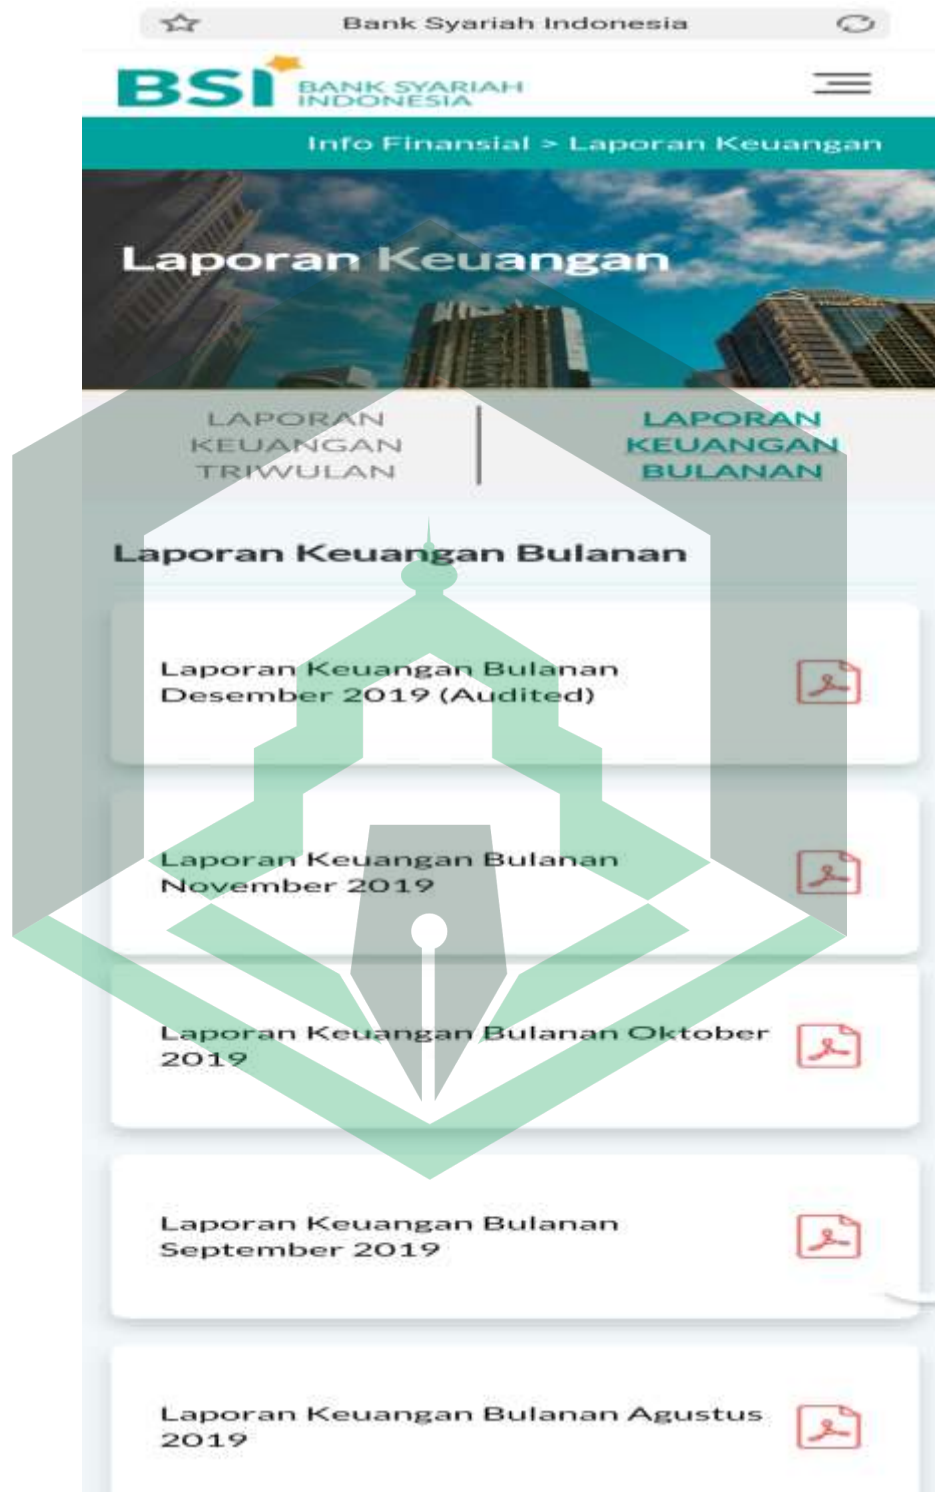 Bank Syariah Indonesia
BSI BANK SYARIAH
INDONESIA
Info Finansial > Laporan Keuangan
Laporan Keuangan
LAPORAN
KEUANGAN
TRIWULAN
LAPORAN
KEUANGAN
BULANAN
Laporan Keuangan Bulanan
Laporan Keuangan Bulanan
Desember 2019 (Audited)
Laporan Keuangan Bulanan
November 2019
Laporan Keuangan Bulanan Oktober
2019
Laporan Keuangan Bulanan
September 2019
Laporan Keuangan Bulanan Agustus
2019